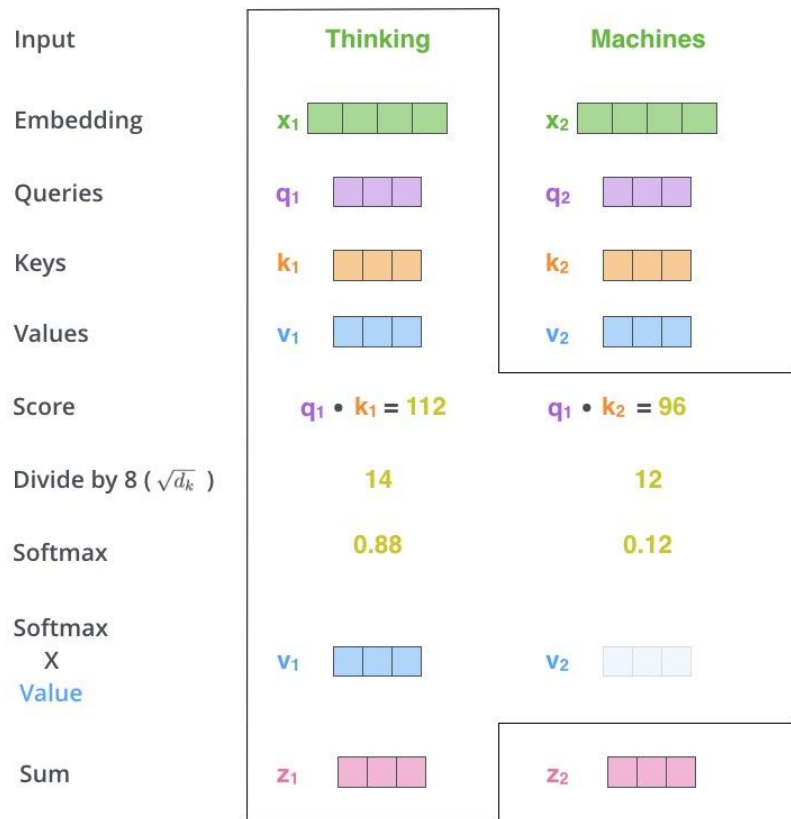 Input Thinking Machines
Embedding x₁ x₂
Queries q₁ q₂
Keys k₁ k₂
Values v₁ v₂
Score q₁ • k₁ = 112 q₁ • k₂ = 96
Divide by 8 ( √dₖ ) 14 12
Softmax 0.88 0.12
Softmax
X
Value v₁ v₂
Sum z₁ z₂